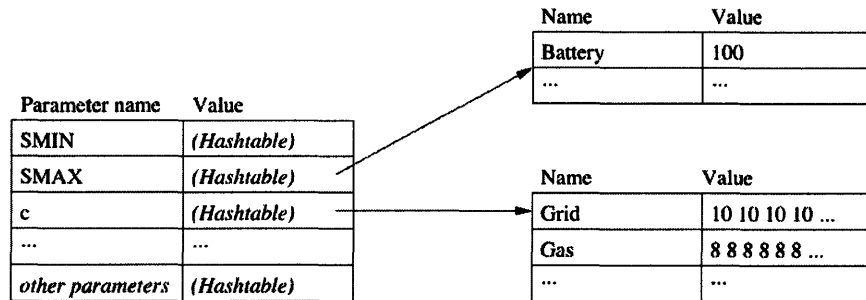 Name Value
Battery 100
... ...
Parameter name Value
SMIN (Hashtable)
SMAX (Hashtable)
c (Hashtable)
... ...
other parameters (Hashtable)
Name Value
Grid 10 10 10 10 ...
Gas 8 8 8 8 8 8 ...
... ...